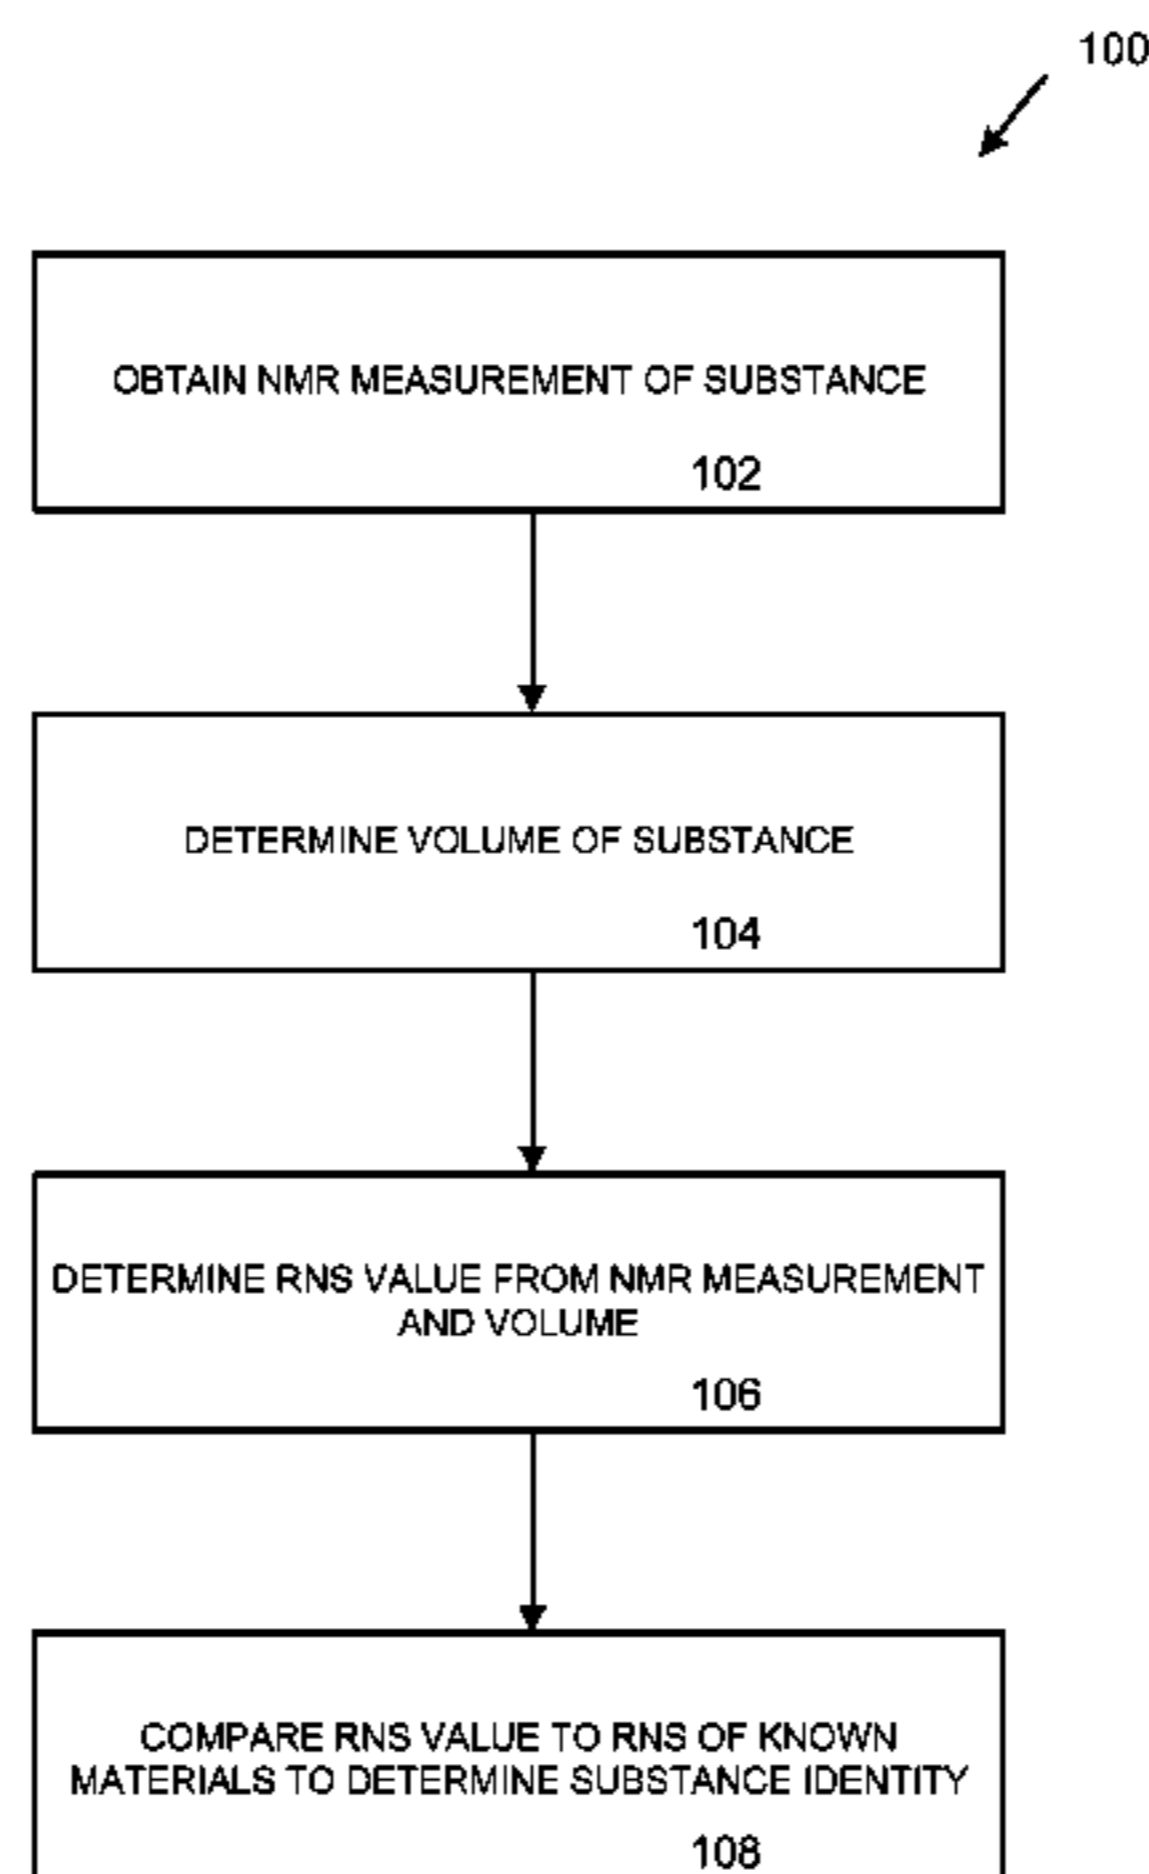 100
OBTAIN NMR MEASUREMENT OF SUBSTANCE
102
DETERMINE VOLUME OF SUBSTANCE
104
DETERMINE RNS VALUE FROM NMR MEASUREMENT
AND VOLUME
106
COMPARE RNS VALUE TO RNS OF KNOWN
MATERIALS TO DETERMINE SUBSTANCE IDENTITY
108